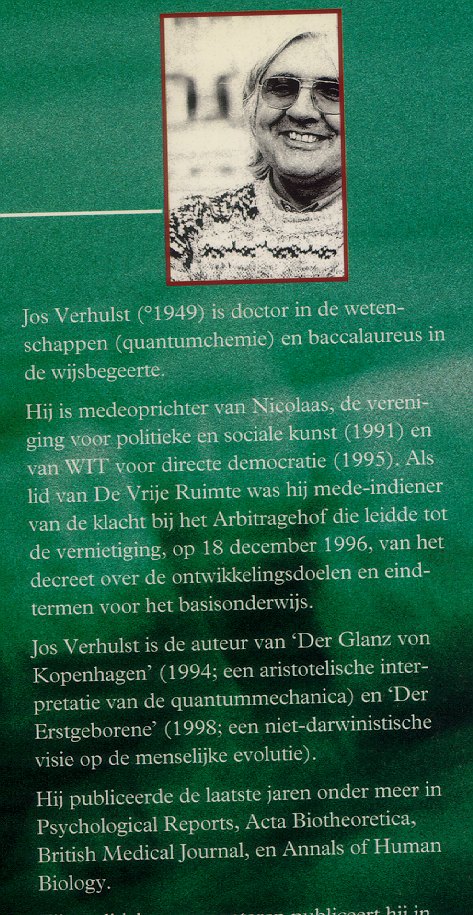 Jos Verhulst (°1949) is doctor in de weten-
schappen (quantumchemie) en baccalaureus in
de wijsbegeerte.
Hij is medeoprichter van Nicolaas, de vereni-
ging voor politieke en sociale kunst (1991) en
van WIT voor directe democratie (1995). Als
lid van De Vrije Ruimte was hij mede-indiener
van de klacht bij het Arbitragehof die leidde tot
de vernietiging, op 18 december 1996, van het
decreet over de ontwikkelingsdoelen en eind-
termen voor het basisonderwijs.
Jos Verhulst is de auteur van ‘Der Glanz von
Kopenhagen’ (1994; een aristotelische inter-
pretatie van de quantummechanica) en ‘Der
Erstgeborene’ (1998; een niet-darwinistische
visie op de menselijke evolutie).
Hij publiceerde de laatste jaren onder meer in
Psychological Reports, Acta Biotheoretica,
British Medical Journal, en Annals of Human
Biology.
publiceert hij in